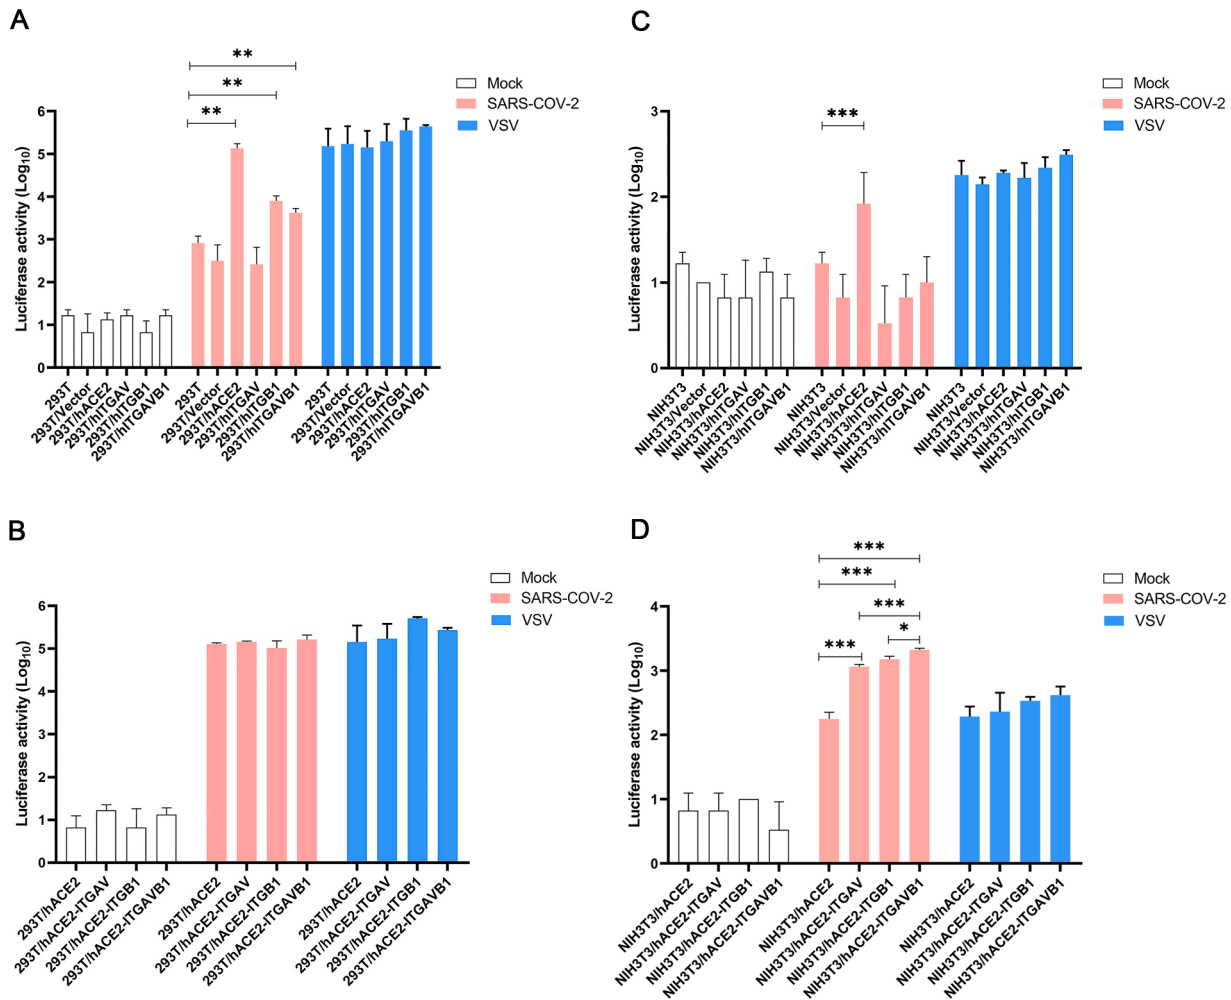 A
**
**
**
Mock
SARS-COV-2
VSV
Luciferase activity (Log10)
6
5
4
3
2
1
0
293T
293T/Vector
293T/hACE2
293T/hITGAV
293T/hITGB1
293T/hITGAVB1
293T
293T/Vector
293T/hACE2
293T/hITGAV
293T/hITGB1
293T/hITGAVB1
293T
293T/Vector
293T/hACE2
293T/hITGAV
293T/hITGB1
293T/hITGAVB1
C
***
Mock
SARS-COV-2
VSV
Luciferase activity (Log10)
3
2
1
0
NIH3T3
NIH3T3/Vector
NIH3T3/hACE2
NIH3T3/hITGAV
NIH3T3/hITGB1
NIH3T3/hITGAVB1
NIH3T3
NIH3T3/Vector
NIH3T3/hACE2
NIH3T3/hITGAV
NIH3T3/hITGB1
NIH3T3/hITGAVB1
NIH3T3
NIH3T3/Vector
NIH3T3/hACE2
NIH3T3/hITGAV
NIH3T3/hITGB1
NIH3T3/hITGAVB1
B
Mock
SARS-COV-2
VSV
Luciferase activity (Log10)
6
5
4
3
2
1
0
293T/hACE2
293T/hACE2-ITGAV
293T/hACE2-ITGB1
293T/hACE2-ITGAVB1
293T/hACE2
293T/hACE2-ITGAV
293T/hACE2-ITGB1
293T/hACE2-ITGAVB1
293T/hACE2
293T/hACE2-ITGAV
293T/hACE2-ITGB1
293T/hACE2-ITGAVB1
D
***
***
***
*
***
Mock
SARS-COV-2
VSV
Luciferase activity (Log10)
4
3
2
1
0
NIH3T3/hACE2
NIH3T3/hACE2-ITGAV
NIH3T3/hACE2-ITGB1
NIH3T3/hACE2-ITGAVB1
NIH3T3/hACE2
NIH3T3/hACE2-ITGAV
NIH3T3/hACE2-ITGB1
NIH3T3/hACE2-ITGAVB1
NIH3T3/hACE2
NIH3T3/hACE2-ITGAV
NIH3T3/hACE2-ITGB1
NIH3T3/hACE2-ITGAVB1